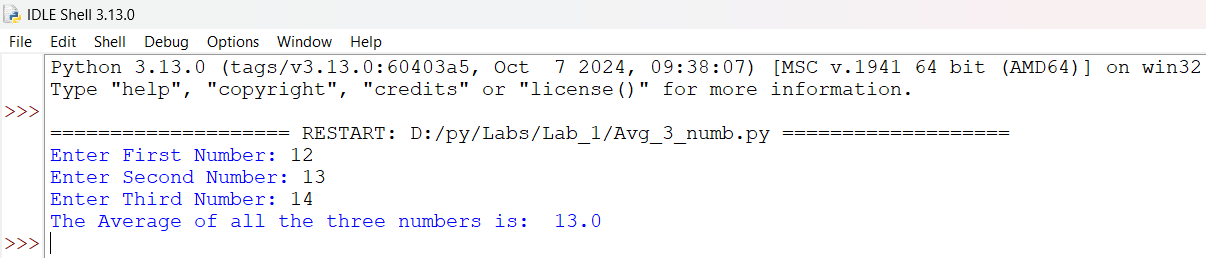 IDLE Shell 3.13.0
File Edit Shell Debug Options Window Help
Python 3.13.0 (tags/v3.13.0:60403a5, Oct  7 2024, 09:38:07) [MSC v.1941 64 bit (AMD64)] on win32
Type "help", "copyright", "credits" or "license()" for more information.
>>>
==================== RESTART: D:/py/Labs/Lab_1/Avg_3_numb.py ===================
Enter First Number: 12
Enter Second Number: 13
Enter Third Number: 14
The Average of all the three numbers is:  13.0
>>>